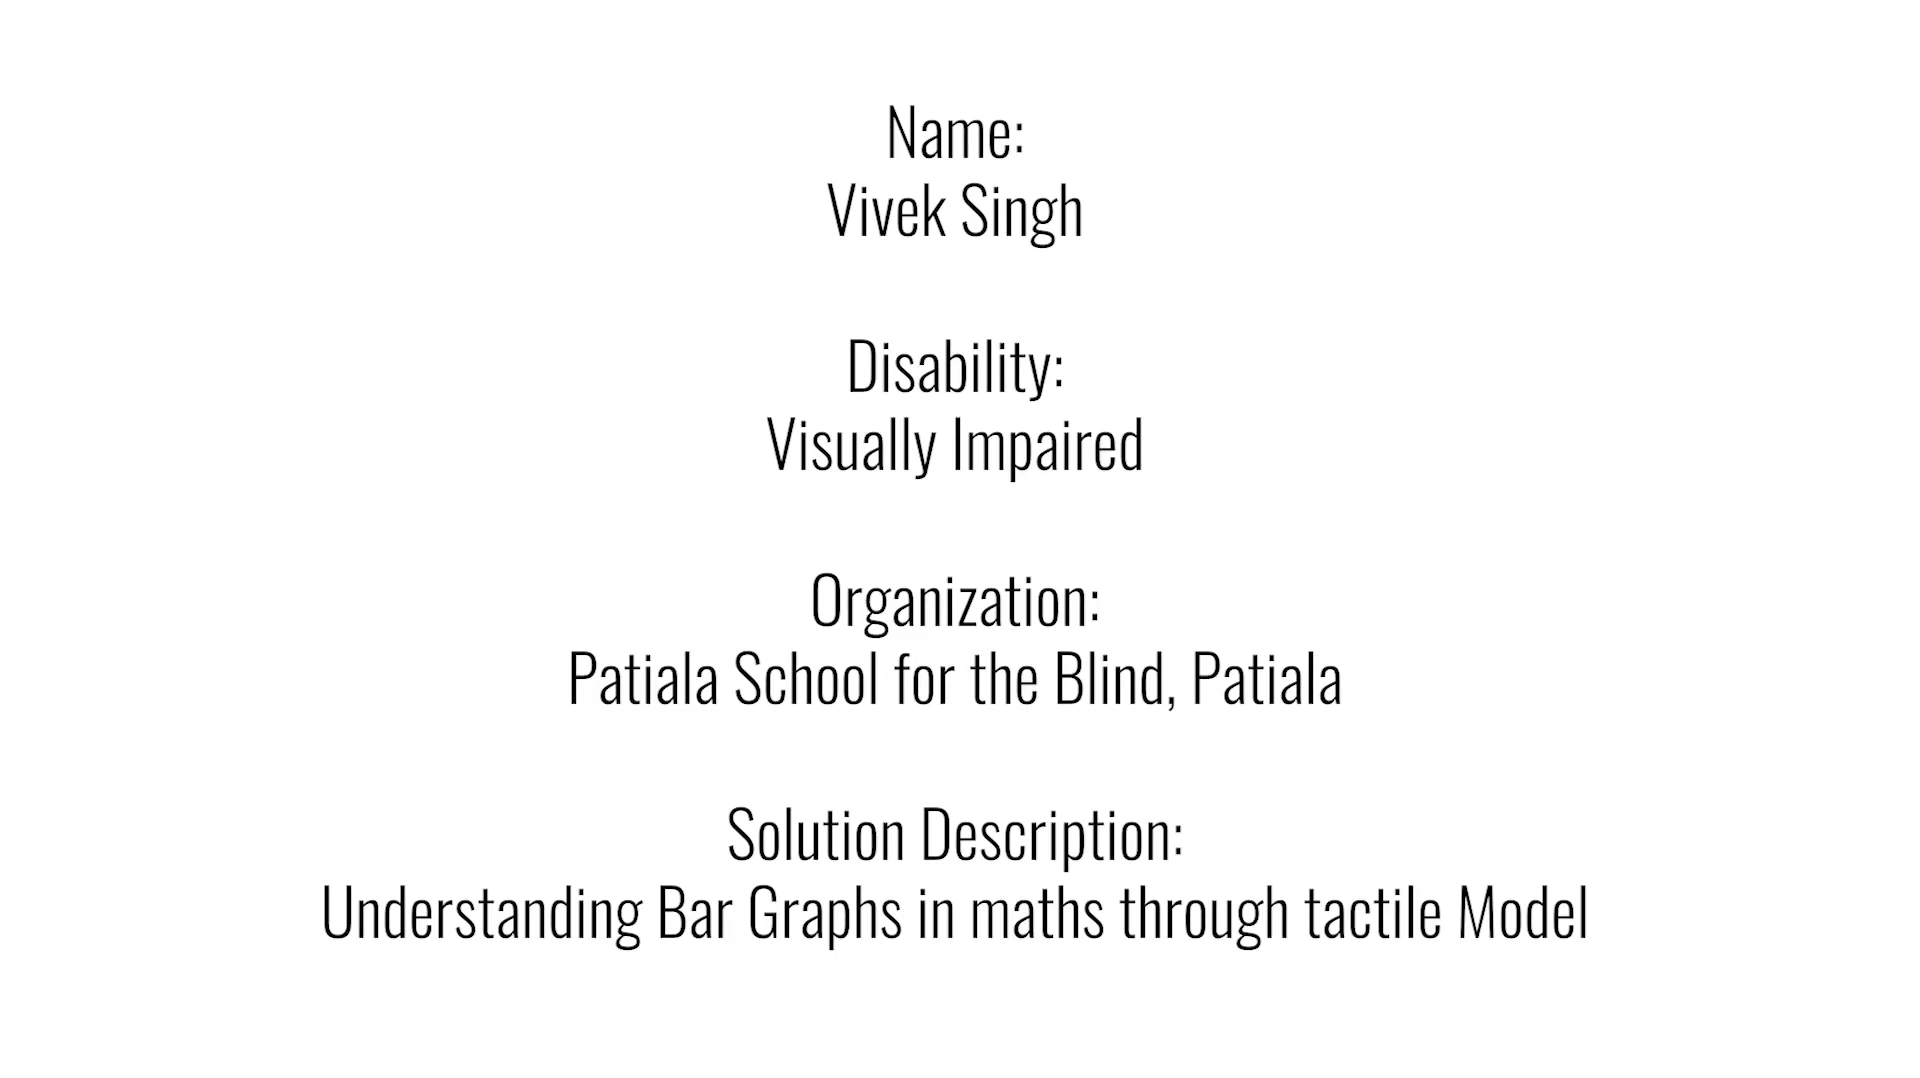 Name:
Vivek Singh
Disability:
Visually Impaired
Organization:
Patiala School for the Blind, Patiala
Solution Description:
Understanding Bar Graphs in maths through tactile Model